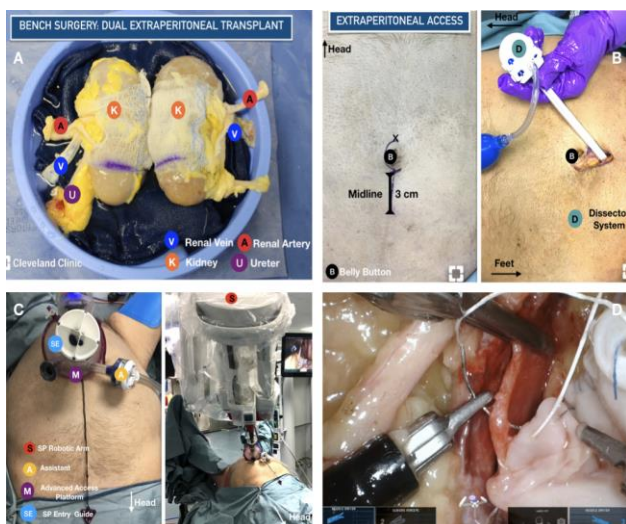 BENCH SURGERY: DUAL EXTRAPERITONEAL TRANSPLANT
A
K
K
A
A
V
V
U
V Renal Vein A Renal Artery
K Kidney U Ureter
Cleveland Clinic
EXTRAPERITONEAL ACCESS
Head
X
B
Midline
3 cm
B Belly Button
Head
D
B
B
D
Dissector
System
Feet
C
SE
M
A
S SP Robotic Arm
A Assistant
M Advanced Access
Platform
SE SP Entry Guide
Head
S
Head
D